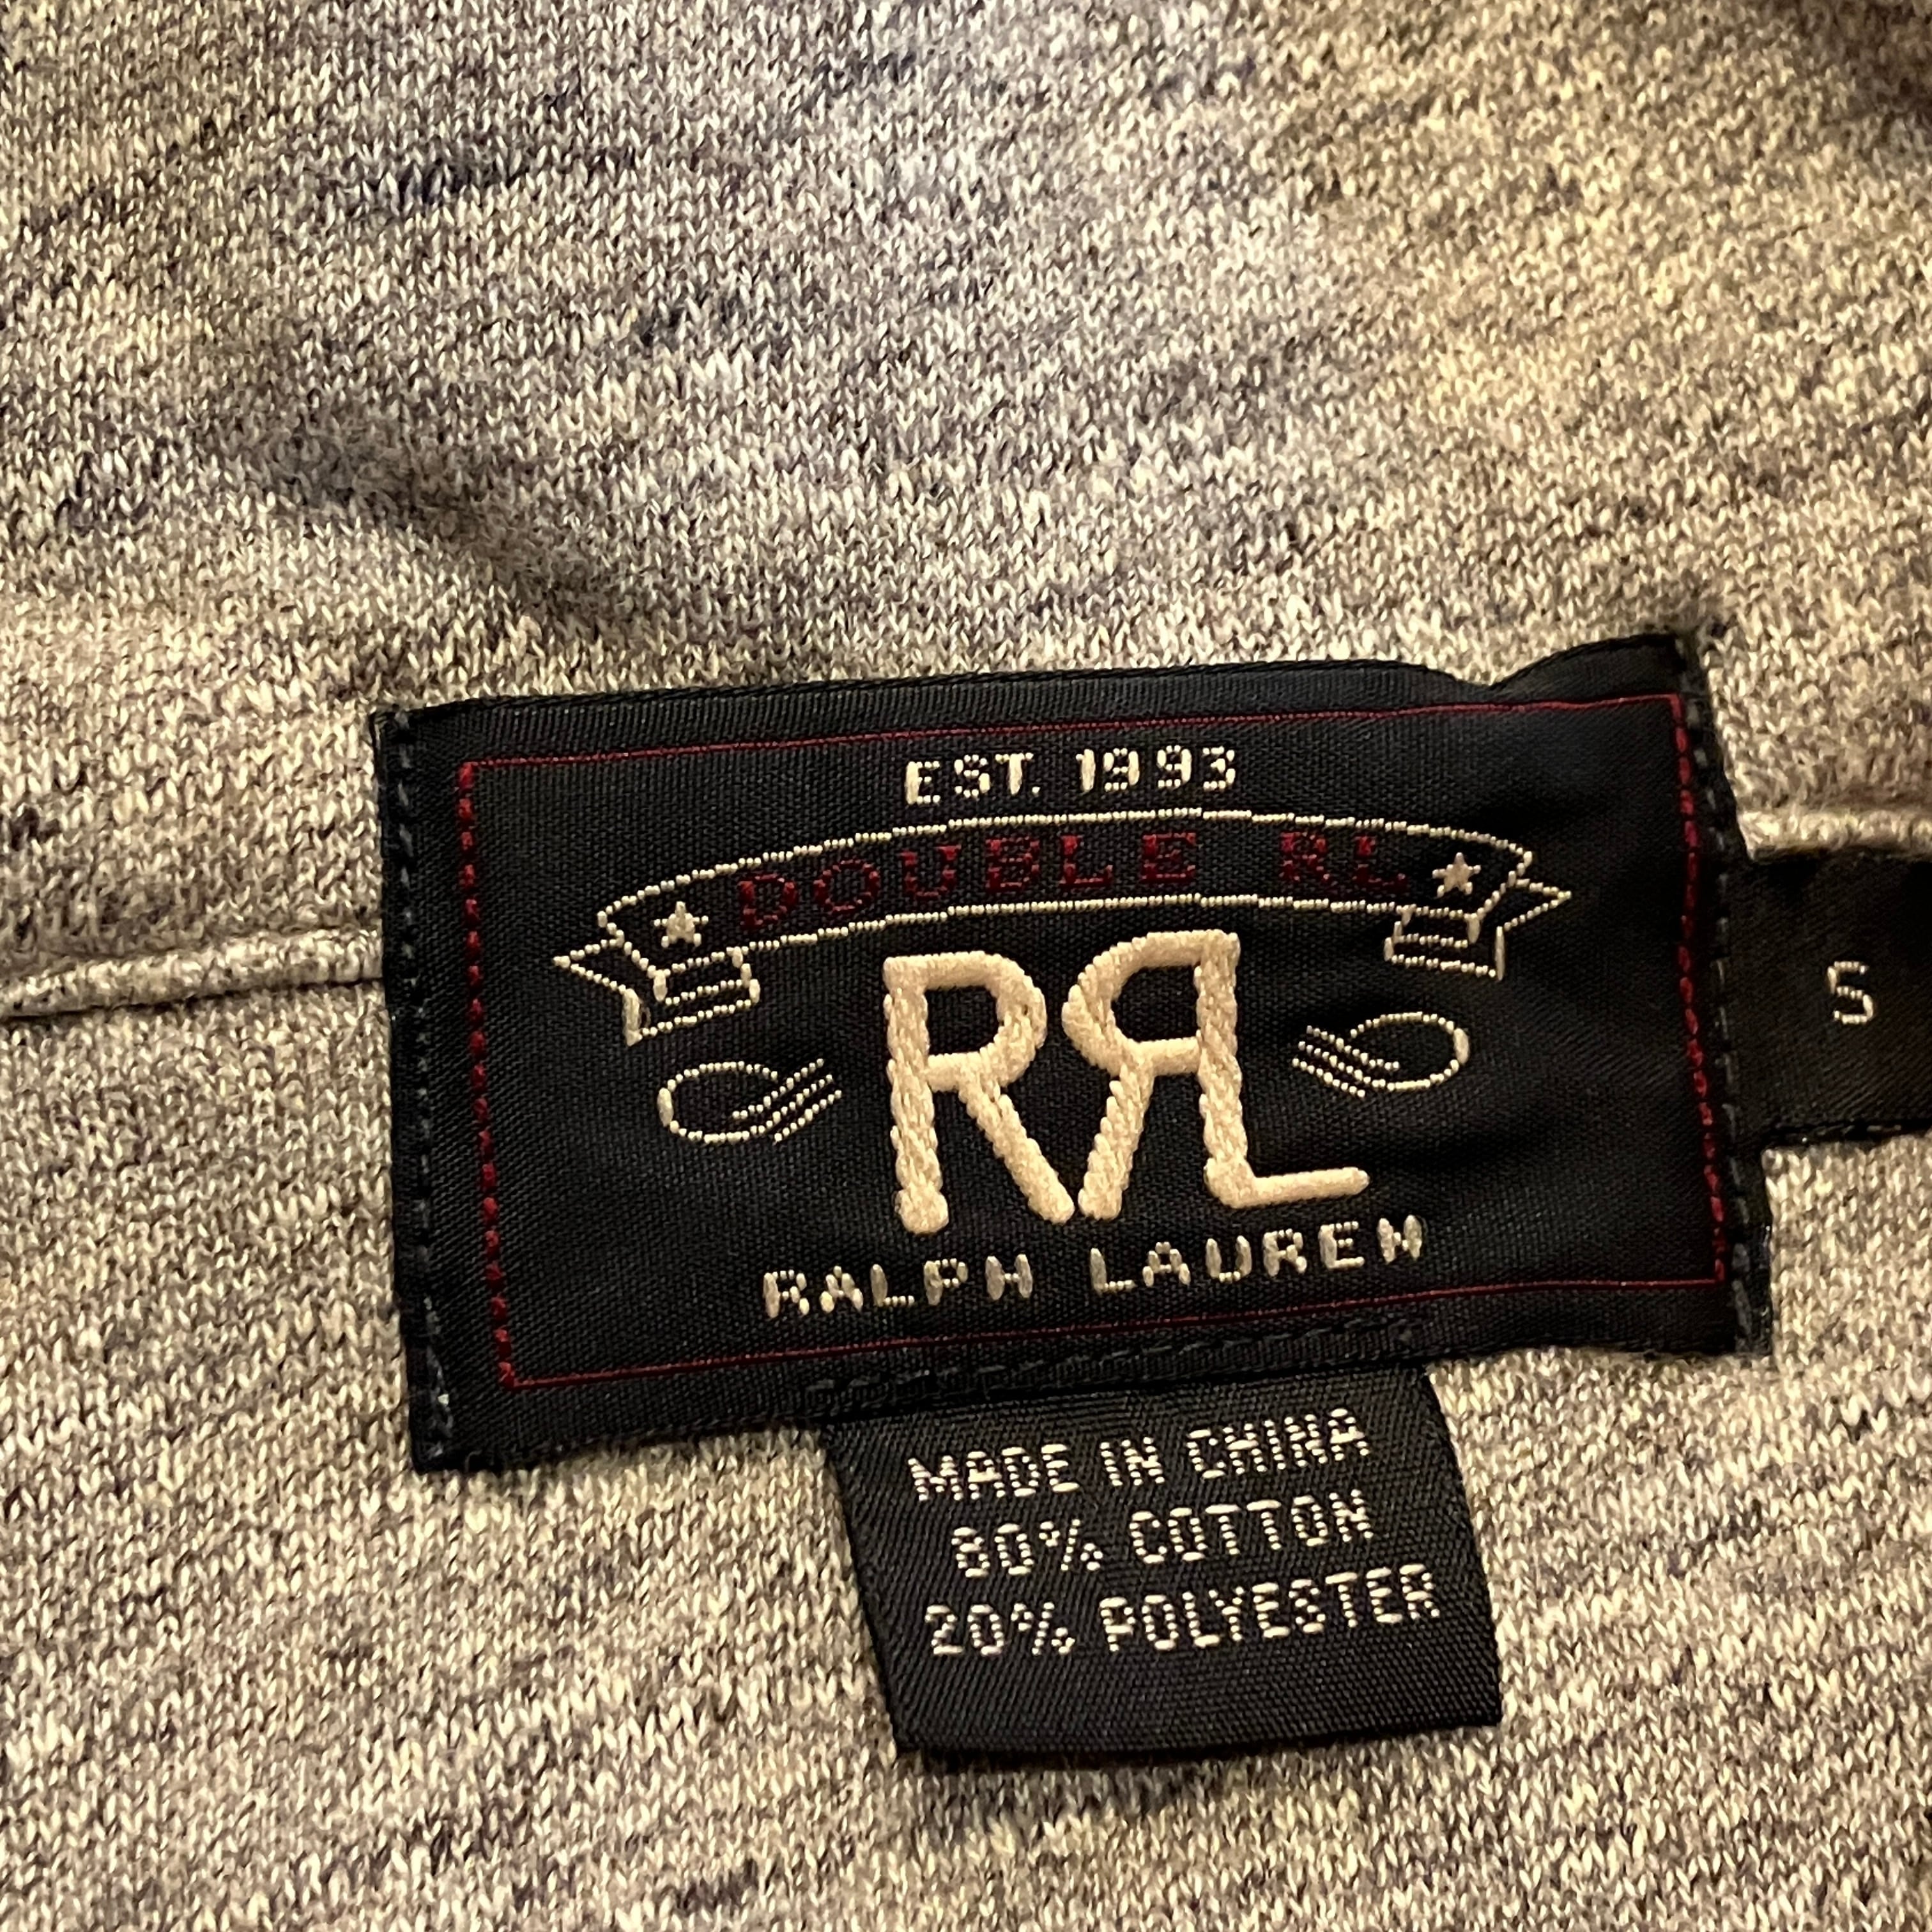 EST. 1993
DOUBLE RL
RRL
RALPH LAUREN
S
MADE IN CHINA
80% COTTON
20% POLYESTER